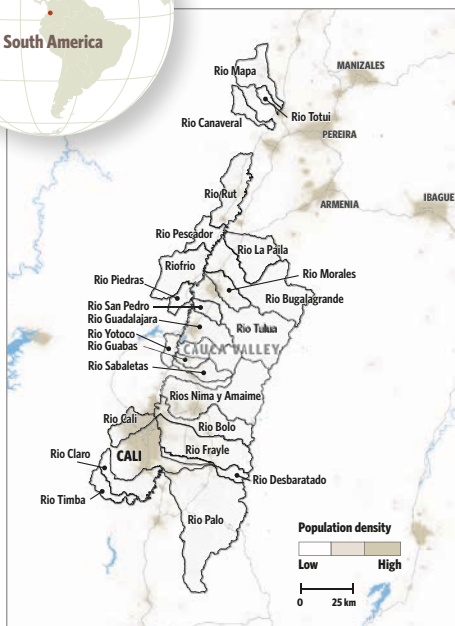 South America
Rio Mapa
MANIZALES
Rio Totui
Rio Canaveral
PEREIRA
Rio Rut
ARMENIA
IBAGUE
Rio Pescador
Rio La Paila
Riofrio
Rio Morales
Rio Piedras
Rio Bugalagrande
Rio San Pedro
Rio Guadalajara
Rio Tulua
Rio Yotoco
Rio Guabas
CAUCA VALLEY
Rio Sabaletas
Rios Nima y Amaime
Rio Cali
Rio Bolo
Rio Claro
CALI
Rio Frayle
Rio Desbaratado
Rio Timba
Rio Palo
Population density
Low High
0 25 km